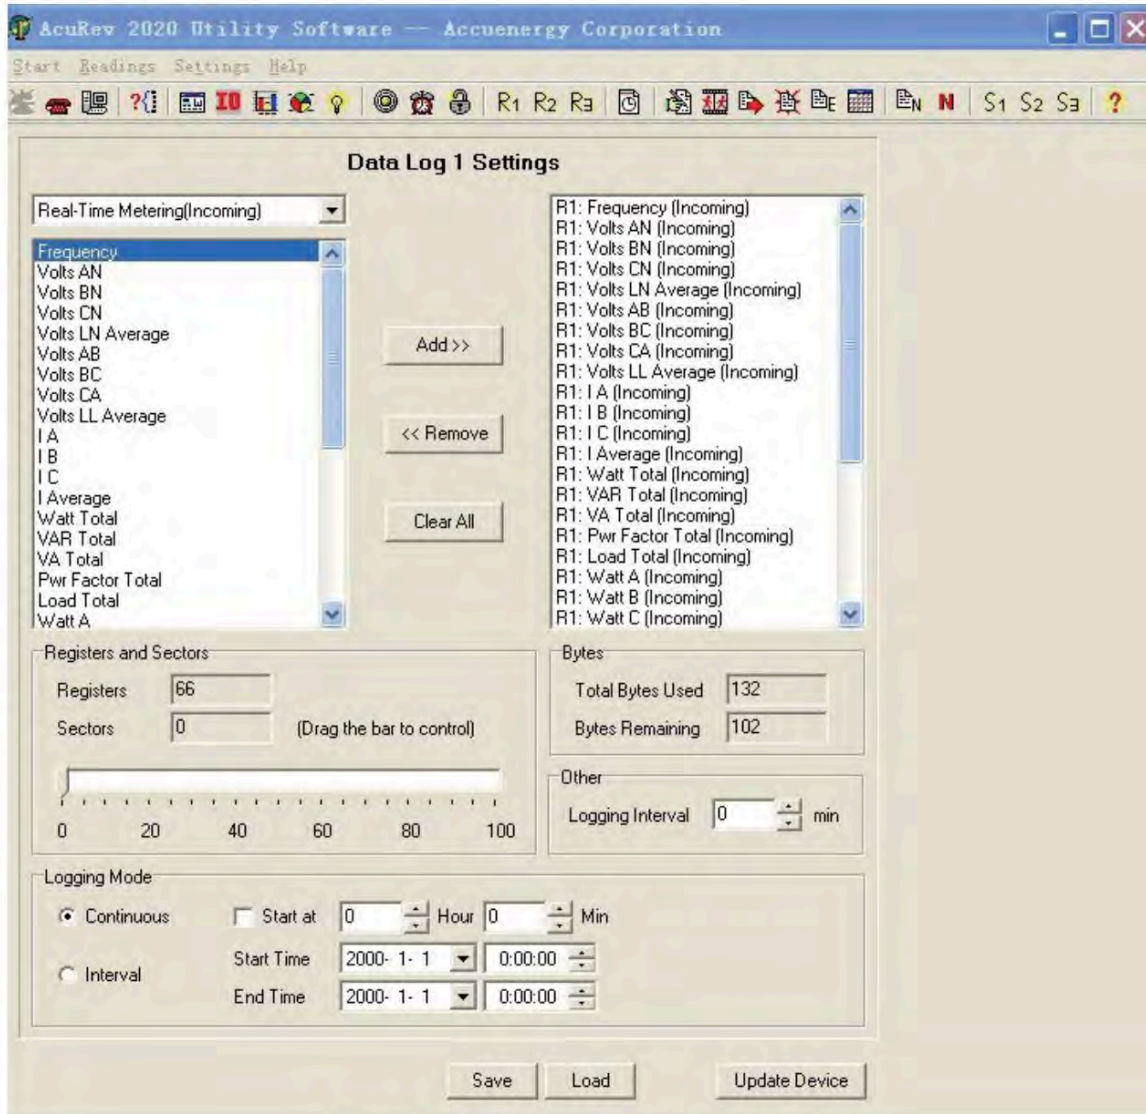 AcuRev 2020 Utility Software -- Accuenergy Corporation
Start Readings Settings Help
?{} IO R1 R2 R3 E N N S1 S2 S3 ?
Data Log 1 Settings
Real-Time Metering(Incoming)
Frequency
Volts AN
Volts BN
Volts CN
Volts LN Average
Volts AB
Volts BC
Volts CA
Volts LL Average
I A
I B
I C
I Average
Watt Total
VAR Total
VA Total
Pwr Factor Total
Load Total
Watt A
Add >>
<< Remove
Clear All
R1: Frequency (Incoming)
R1: Volts AN (Incoming)
R1: Volts BN (Incoming)
R1: Volts CN (Incoming)
R1: Volts LN Average (Incoming)
R1: Volts AB (Incoming)
R1: Volts BC (Incoming)
R1: Volts CA (Incoming)
R1: Volts LL Average (Incoming)
R1: I A (Incoming)
R1: I B (Incoming)
R1: I C (Incoming)
R1: I Average (Incoming)
R1: Watt Total (Incoming)
R1: VAR Total (Incoming)
R1: VA Total (Incoming)
R1: Pwr Factor Total (Incoming)
R1: Load Total (Incoming)
R1: Watt A (Incoming)
R1: Watt B (Incoming)
R1: Watt C (Incoming)
Registers and Sectors
Registers 66
Sectors 0 (Drag the bar to control)
0 20 40 60 80 100
Bytes
Total Bytes Used 132
Bytes Remaining 102
Other
Logging Interval 0 min
Logging Mode
Continuous Start at 0 Hour 0 Min
Interval
Start Time 2000- 1- 1 0:00:00
End Time 2000- 1- 1 0:00:00
Save Load Update Device